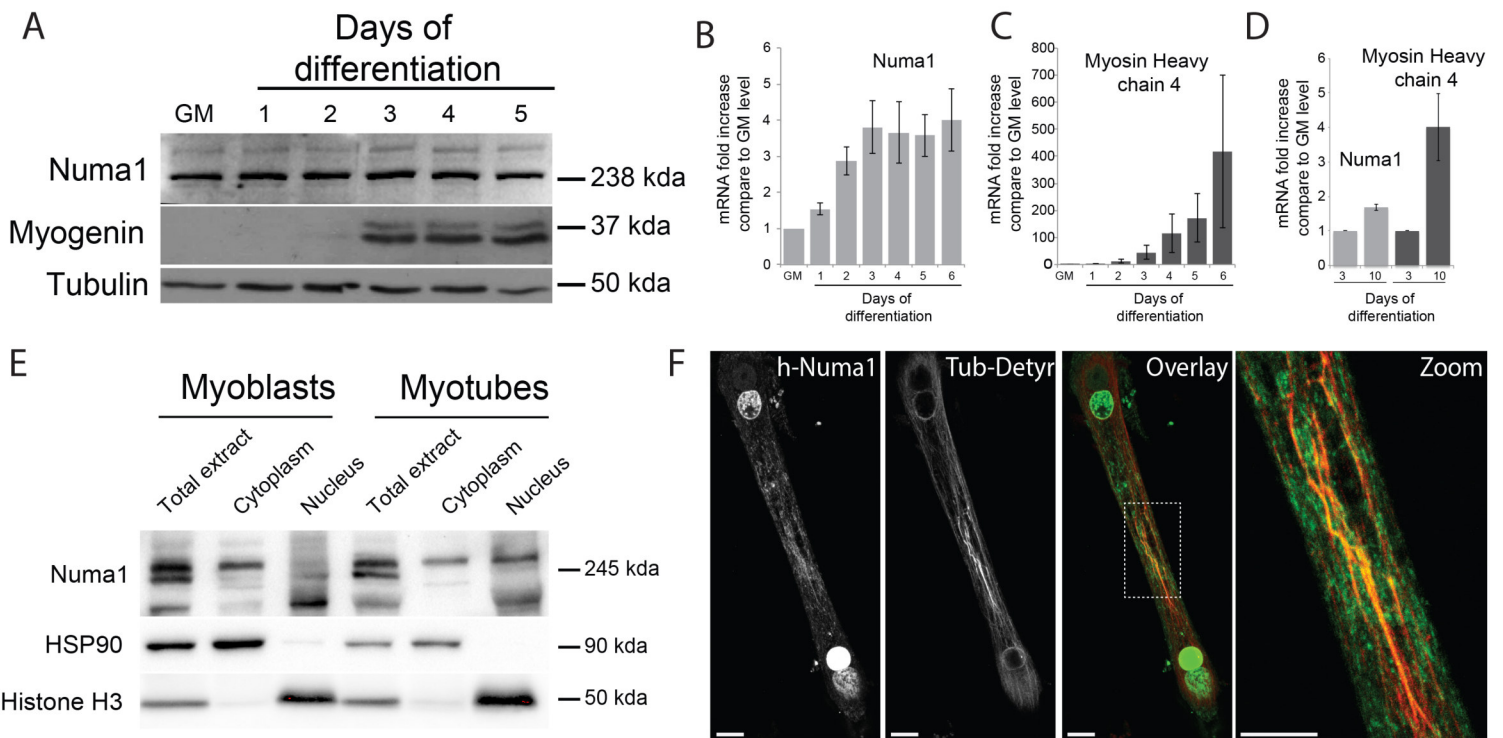 A
Days of
differentiation
GM 1 2 3 4 5
Numa1
238 kda
Myogenin
37 kda
Tubulin
50 kda
B
mRNA fold increase
compare to GM level
6
5
4
3
2
1
0
Numa1
GM 1 2 3 4 5 6
Days of
differentiation
C
mRNA fold increase
compare to GM level
800
700
600
500
400
300
200
100
0
Myosin Heavy
chain 4
GM 1 2 3 4 5 6
Days of
differentiation
D
mRNA fold increase
compare to GM level
6
5
4
2
1
0
Myosin Heavy
chain 4
Numa1
3 10 3 10
Days of
differentiation
E
Myoblasts Myotubes
Total extract Cytoplasm Nucleus Total extract Cytoplasm Nucleus
Numa1
245 kda
HSP90
90 kda
Histone H3
50 kda
F
h-Numa1
Tub-Detyr
Overlay
Zoom